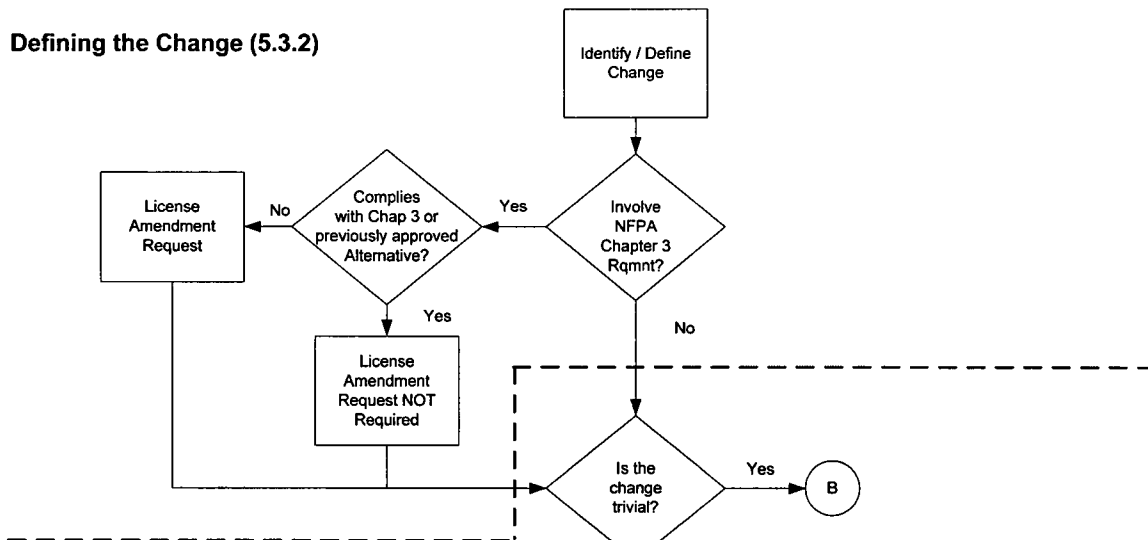 Defining the Change (5.3.2)
Identify / Define
Change
Involve
NFPA
Chapter 3
Rqmnt?
Yes
Complies
with Chap 3 or
previously approved
Alternative?
No
License
Amendment
Request
Yes
License
Amendment
Request NOT
Required
No
Is the
change
trivial?
Yes
B